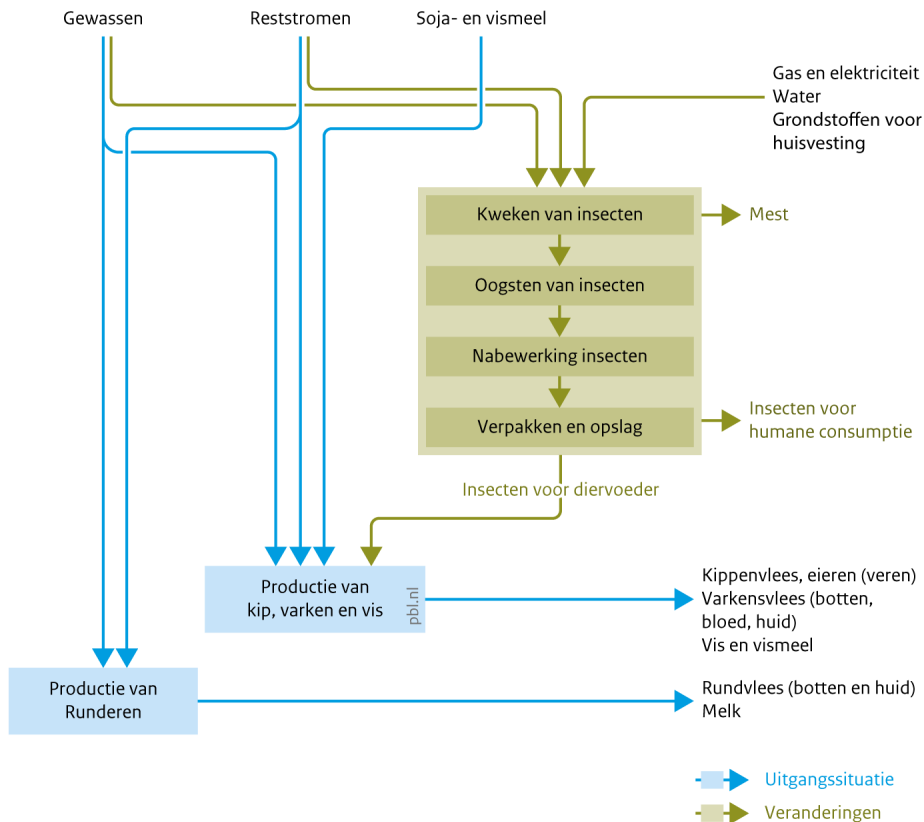 Gewassen
Reststromen
Soja- en vismeel
Gas en elektriciteit
Water
Grondstoffen voor
huisvesting
Kweken van insecten
Mest
Oogsten van insecten
Nabewerking insecten
Verpakken en opslag
Insecten voor
humane consumptie
Insecten voor diervoeder
Productie van
kip, varken en vis
pbl.nl
Kippenvlees, eieren (veren)
Varkensvlees (botten,
bloed, huid)
Vis en vismeel
Productie van
Runderen
Rundvlees (botten en huid)
Melk
Uitgangssituatie
Veranderingen